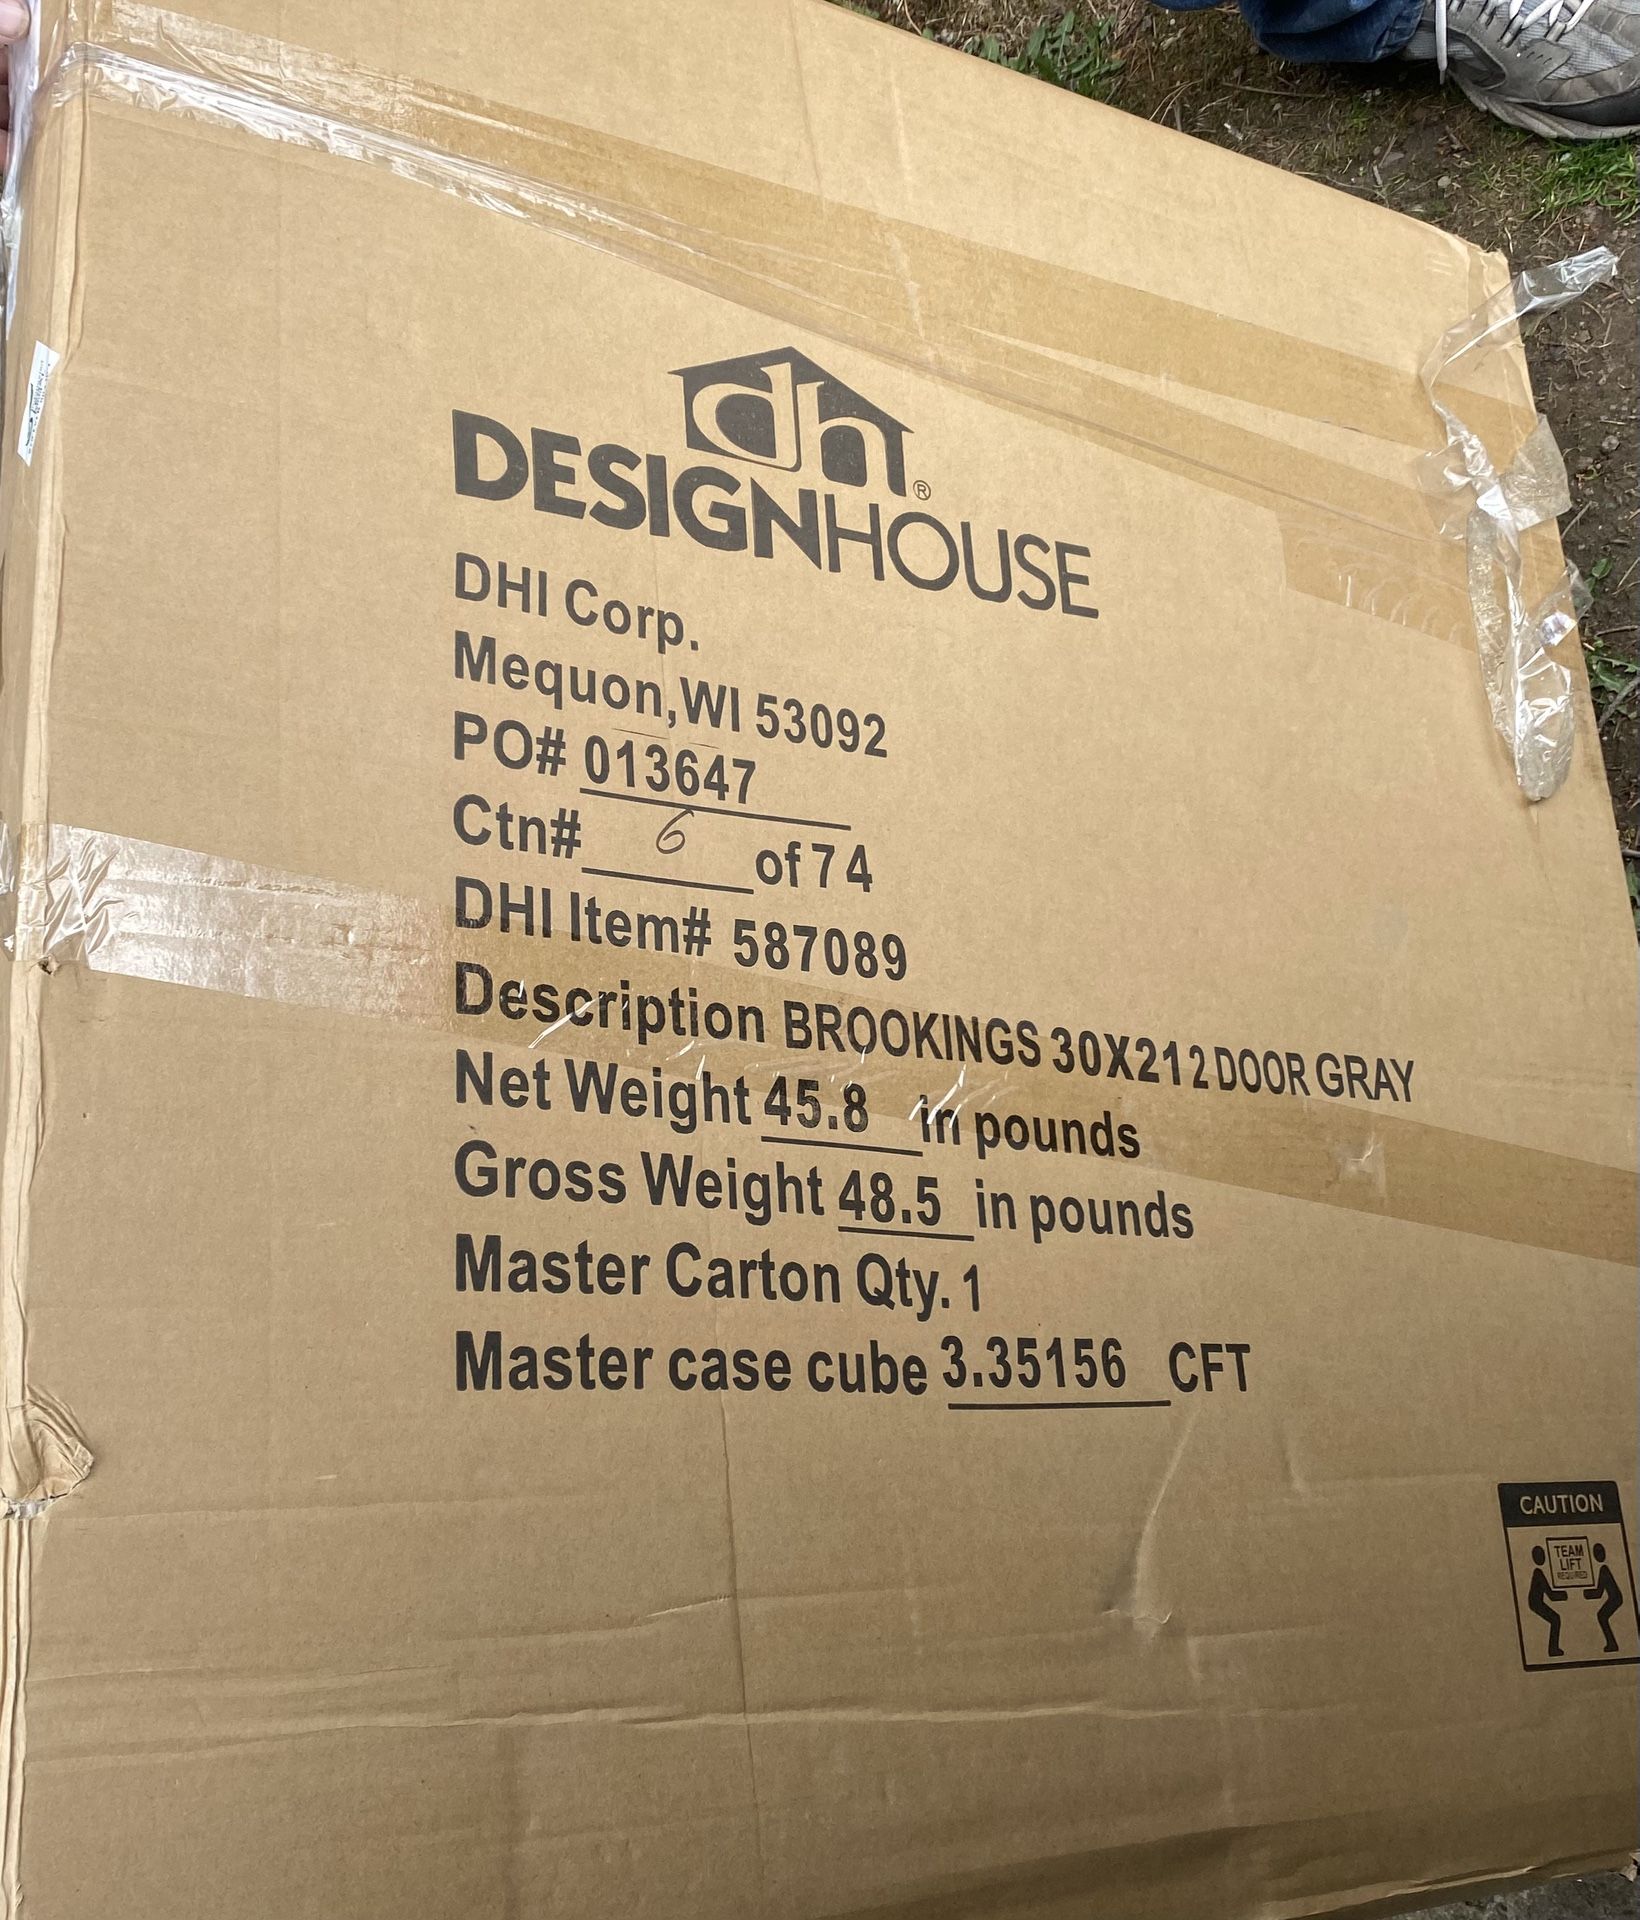 dh®
DESIGNHOUSE
DHI Corp.
Mequon,WI 53092
PO# 013647
Ctn# 6 of 74
DHI Item# 587089
Description BROOKINGS 30X21 2 DOOR GRAY
Net Weight 45.8 in pounds
Gross Weight 48.5 in pounds
Master Carton Qty. 1
Master case cube 3.35156 CFT
CAUTION
TEAM
LIFT
REQUIRED